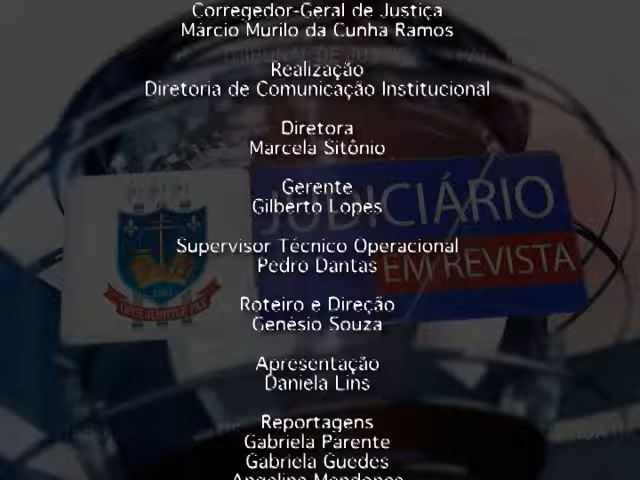 Corregedor-Geral de Justiça
Márcio Murilo da Cunha Ramos
Realização
Diretoria de Comunicação Institucional
Diretora
Marcela Sitônio
Gerente
Gilberto Lopes
JUDICIÁRIO
EM REVISTA
Supervisor Técnico Operacional
Pedro Dantas
Roteiro e Direção
Genésio Souza
Apresentação
Daniela Lins
Reportagens
Gabriela Parente
Gabriela Guedes